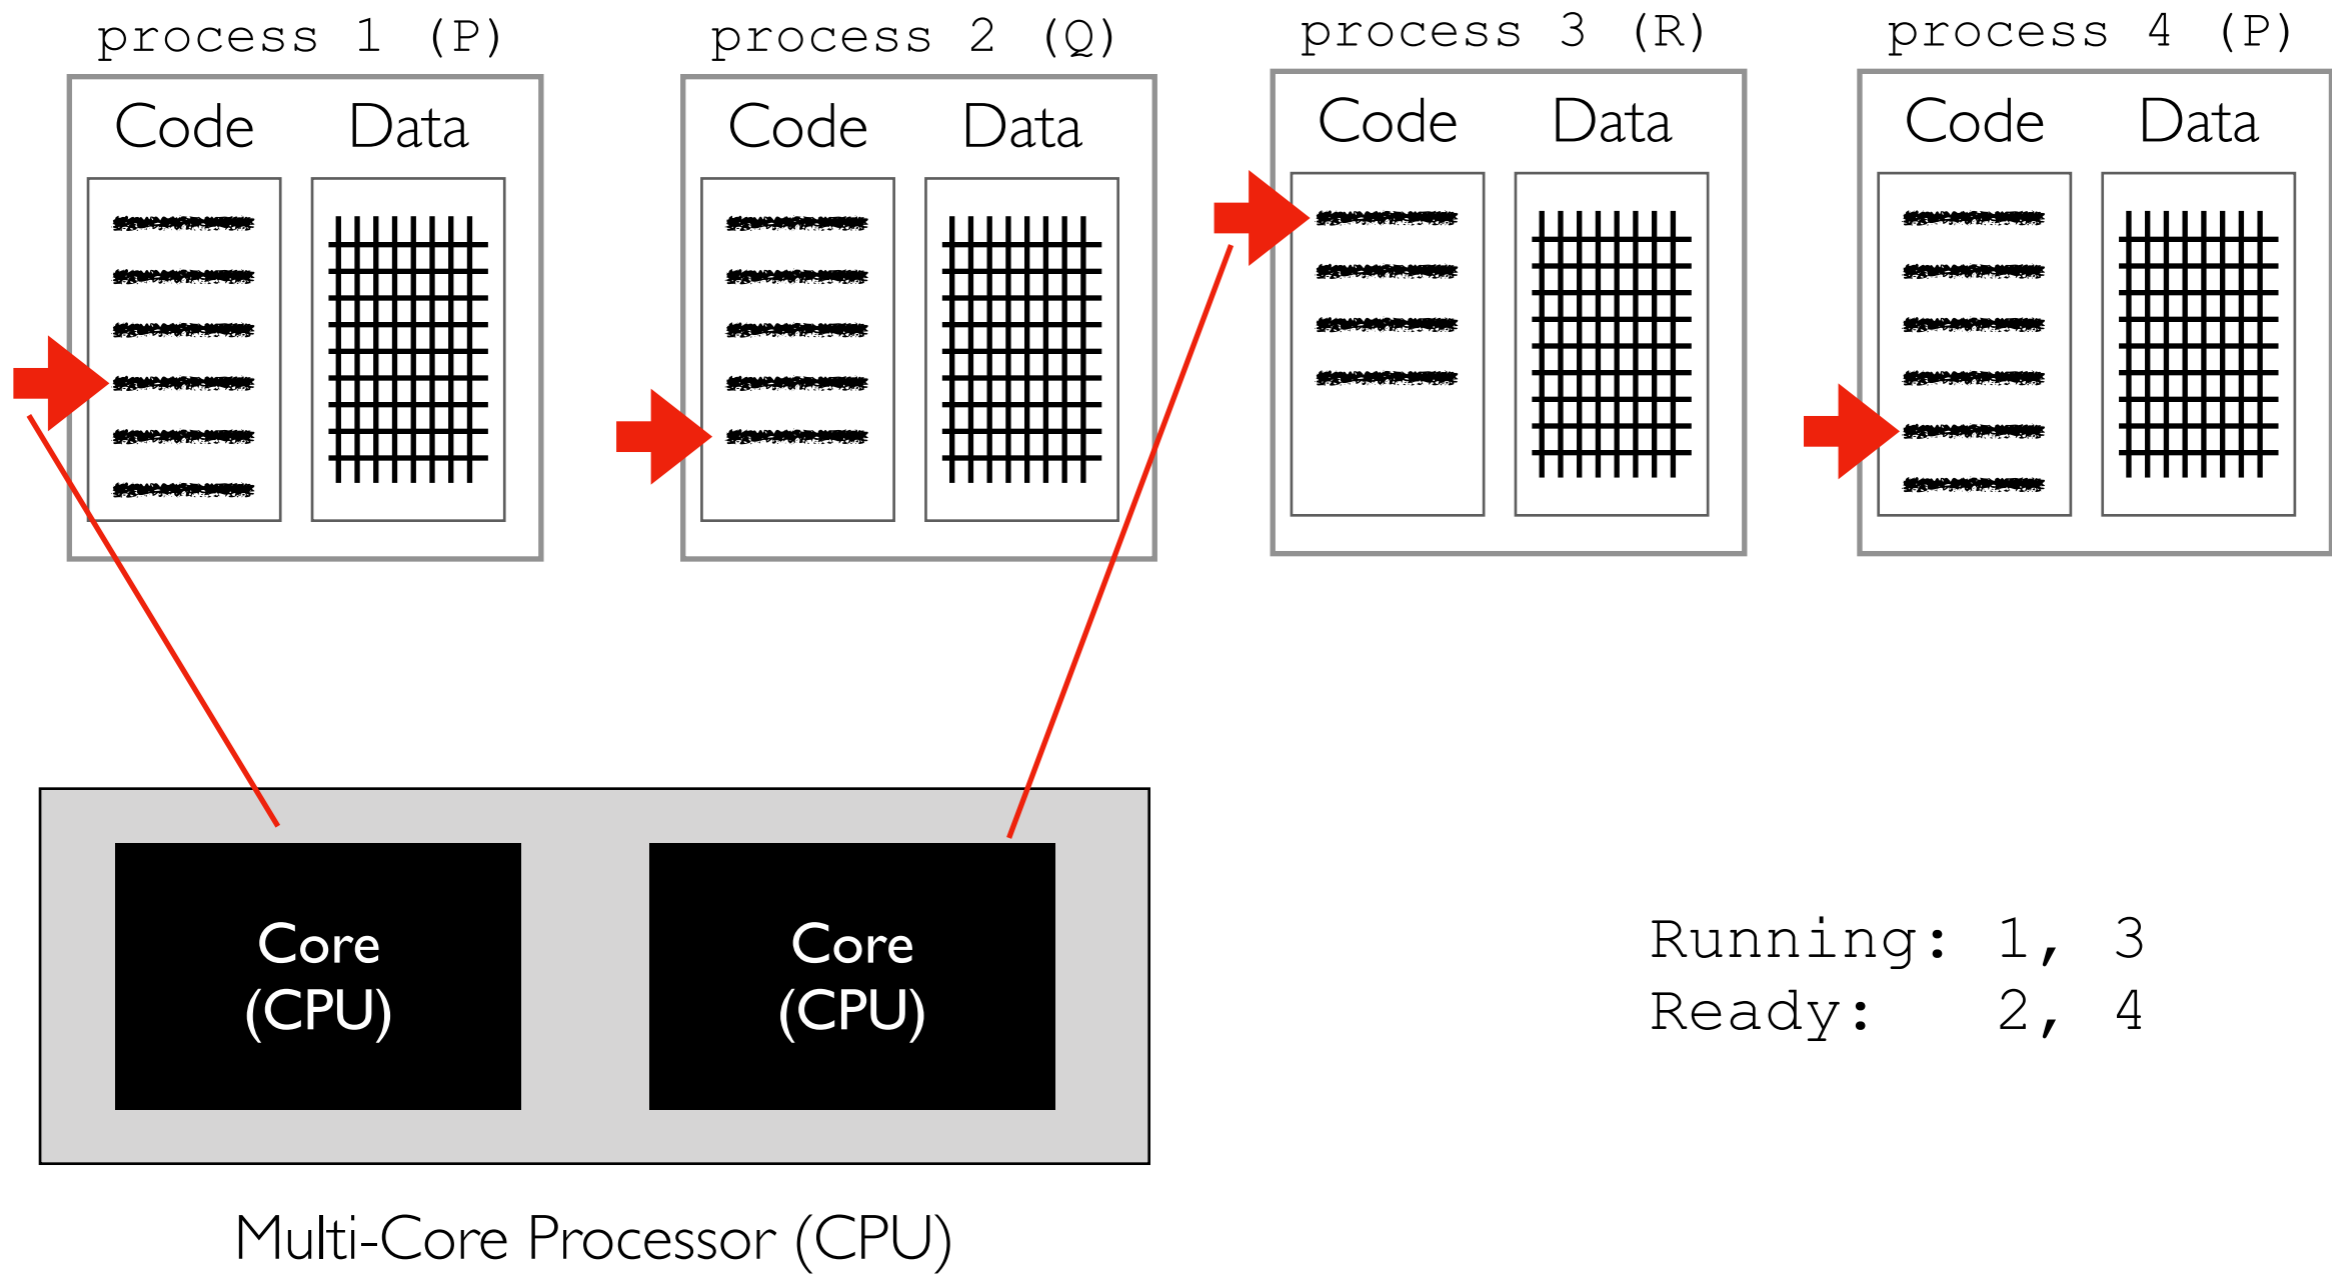 process 1 (P)
process 2 (Q)
process 3 (R)
process 4 (P)
Code Data
Code Data
Code Data
Code Data
Core
(CPU)
Core
(CPU)
Running: 1, 3
Ready: 2, 4
Multi-Core Processor (CPU)